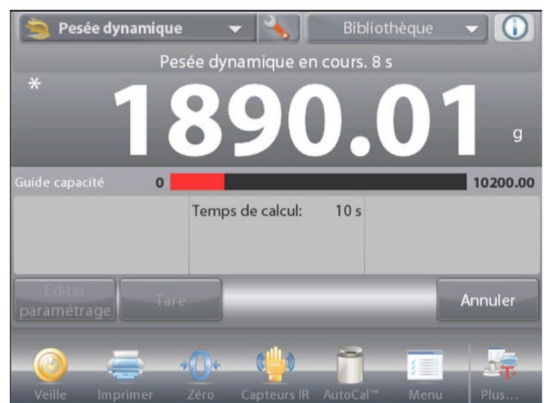 Pesée dynamique Bibliothèque
Pesée dynamique en cours. 8 s
* 1890.01 g
Guide capacité 0 10200.00
Temps de calcul: 10 s
Éditer
paramétrage Tare Annuler
Veille Imprimer Zéro Capteurs IR AutoCal™ Menu Plus...